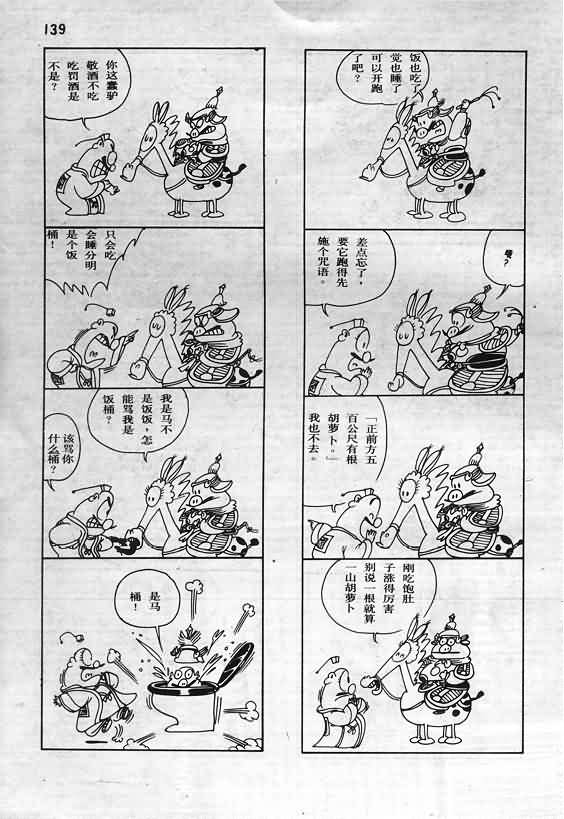 139
饭也吃了
觉也睡了
可以开跑
了吧?
差点忘了,
要它跑得先
施个咒语。
「正前方五
百公尺有根
胡萝卜。」
我也不去。
刚吃饱肚
子涨得厉害
别说一根就算
一山胡萝卜
你这蠢驴
敬酒不吃
吃罚酒是
不是?
只会吃
会睡分明
是个饭
桶!
我是马不
是饭饭,怎
能骂我是
饭桶?
该骂你
什么桶?
是马
桶!